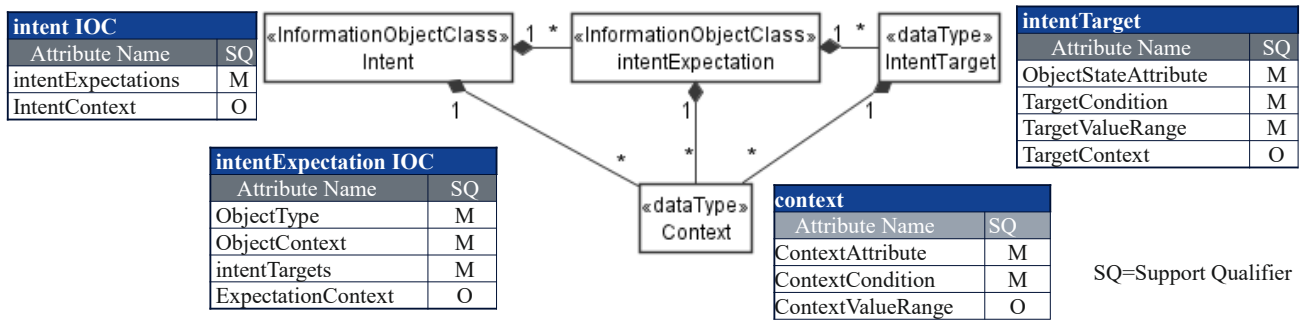 intent IOC
Attribute Name SQ
intentExpectations M
IntentContext O
«InformationObjectClass»
Intent
1 *
«InformationObjectClass»
intentExpectation
1 *
«dataType»
IntentTarget
1
1
1
*
*
*
«dataType»
Context
intentTarget
Attribute Name SQ
ObjectStateAttribute M
TargetCondition M
TargetValueRange M
TargetContext O
intentExpectation IOC
Attribute Name SQ
ObjectType M
ObjectContext M
intentTargets M
ExpectationContext O
context
Attribute Name SQ
ContextAttribute M
ContextCondition M
ContextValueRange O
SQ=Support Qualifier